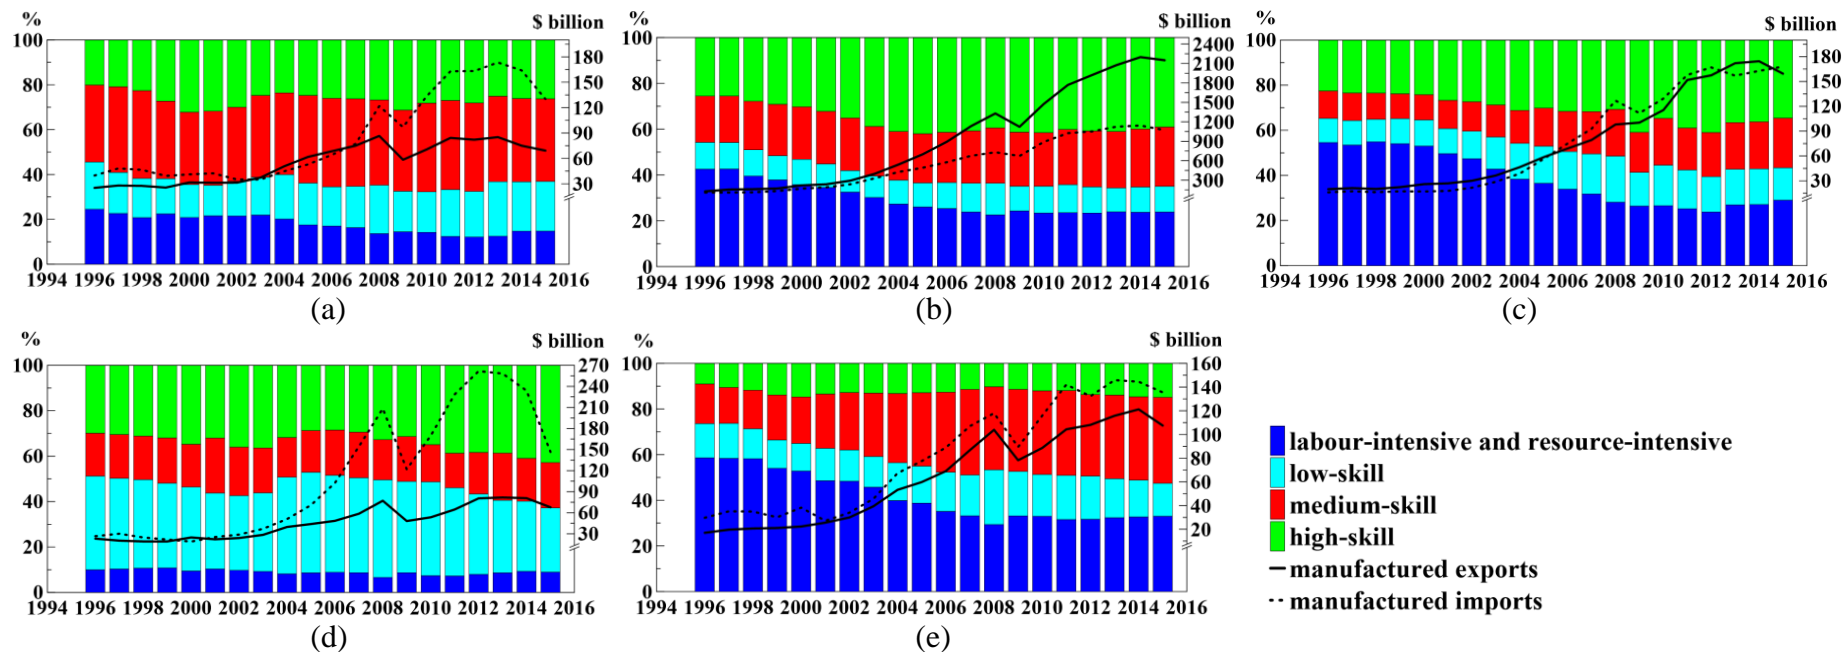 % $ billion
100 180
80 150
60 120
40 90
20 60
0 30
1994 1996 1998 2000 2002 2004 2006 2008 2010 2012 2014 2016
(a)
% $ billion
100 2400
80 2100
60 1800
40 1500
20 1200
0 900
600
300
1994 1996 1998 2000 2002 2004 2006 2008 2010 2012 2014 2016
(b)
% $ billion
100 180
80 150
60 120
40 90
20 60
0 30
1994 1996 1998 2000 2002 2004 2006 2008 2010 2012 2014 2016
(c)
% $ billion
100 270
80 240
60 210
40 180
20 150
0 120
90
60
30
1994 1996 1998 2000 2002 2004 2006 2008 2010 2012 2014 2016
(d)
% $ billion
100 160
80 140
60 120
40 100
20 80
0 60
40
20
1994 1996 1998 2000 2002 2004 2006 2008 2010 2012 2014 2016
(e)
labour-intensive and resource-intensive
low-skill
medium-skill
high-skill
manufactured exports
manufactured imports